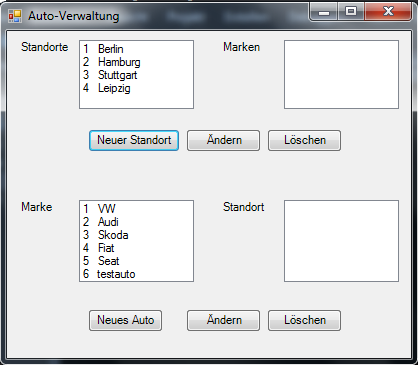 Auto-Verwaltung
Standorte
1 Berlin
2 Hamburg
3 Stuttgart
4 Leipzig
Marken
Neuer Standort
Ändern
Löschen
Marke
1 VW
2 Audi
3 Skoda
4 Fiat
5 Seat
6 testauto
Standort
Neues Auto
Ändern
Löschen